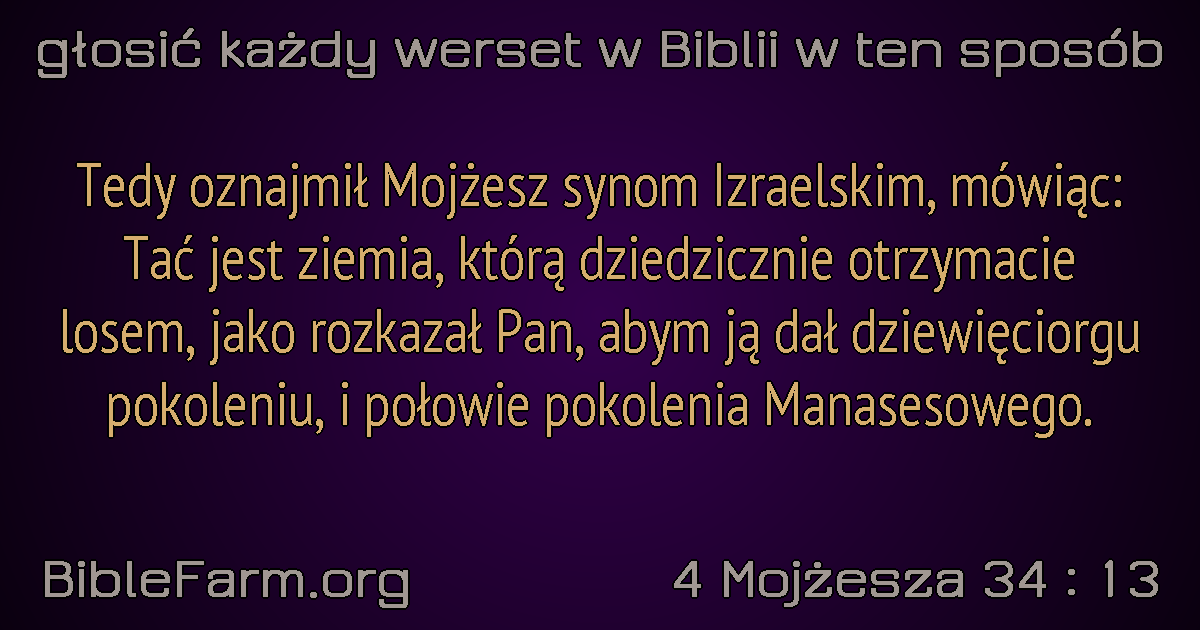 głosić każdy werset w Biblii w ten sposób
Tedy oznajmił Mojżesz synom Izraelskim, mówiąc:
Tać jest ziemia, którą dziedzicznie otrzymacie
losem, jako rozkazał Pan, abym ją dał dziewięciorgu
pokoleniu, i połowie pokolenia Manasesowego.
BibleFarm.org
4 Mojżesza 34 : 13